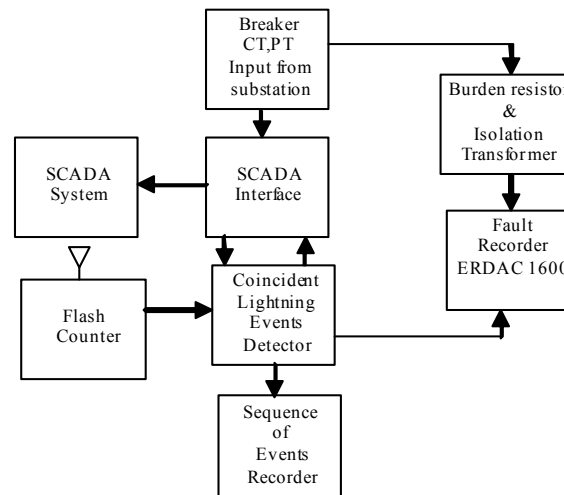 Breaker
CT,PT
Input from
substation
Burden resistor
&
Isolation
Transformer
SCADA
System
SCADA
Interface
Fault
Recorder
ERDAC 1600
Flash
Counter
Coincident
Lightning
Events
Detector
Sequence
of
Events
Recorder